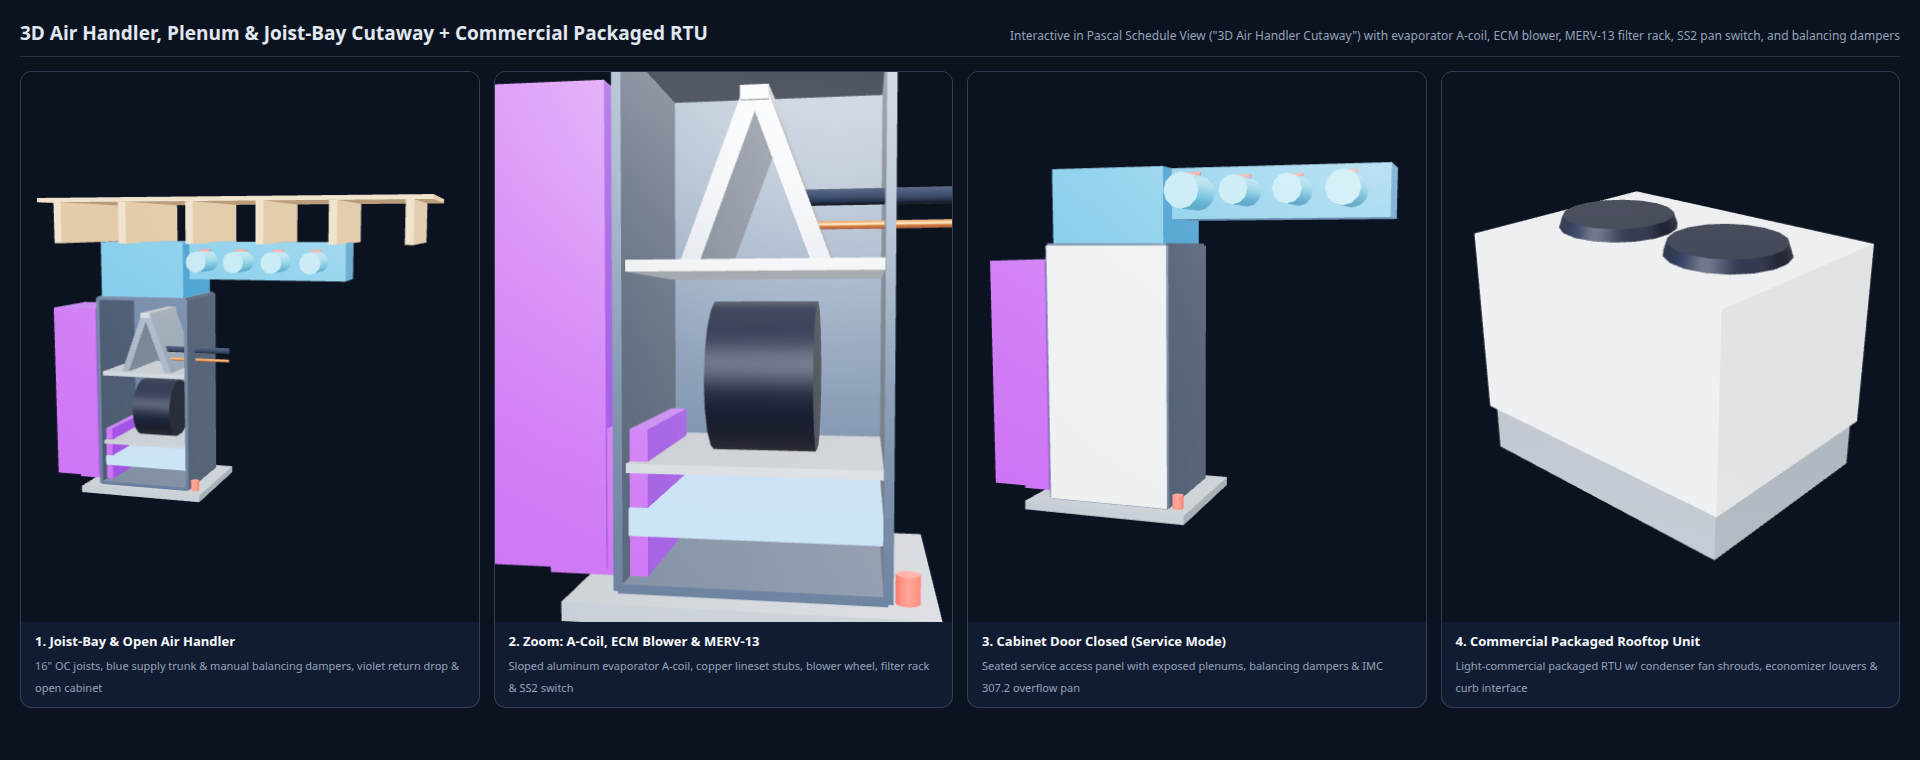 3D Air Handler, Plenum & Joist-Bay Cutaway + Commercial Packaged RTU
Interactive in Pascal Schedule View ("3D Air Handler Cutaway") with evaporator A-coil, ECM blower, MERV-13 filter rack, SS2 pan switch, and balancing dampers
1. Joist-Bay & Open Air Handler
16" OC joists, blue supply trunk & manual balancing dampers, violet return drop &
open cabinet
2. Zoom: A-Coil, ECM Blower & MERV-13
Sloped aluminum evaporator A-coil, copper lineset stubs, blower wheel, filter rack
& SS2 switch
3. Cabinet Door Closed (Service Mode)
Seated service access panel with exposed plenums, balancing dampers & IMC
307.2 overflow pan
4. Commercial Packaged Rooftop Unit
Light-commercial packaged RTU w/ condenser fan shrouds, economizer louvers &
curb interface